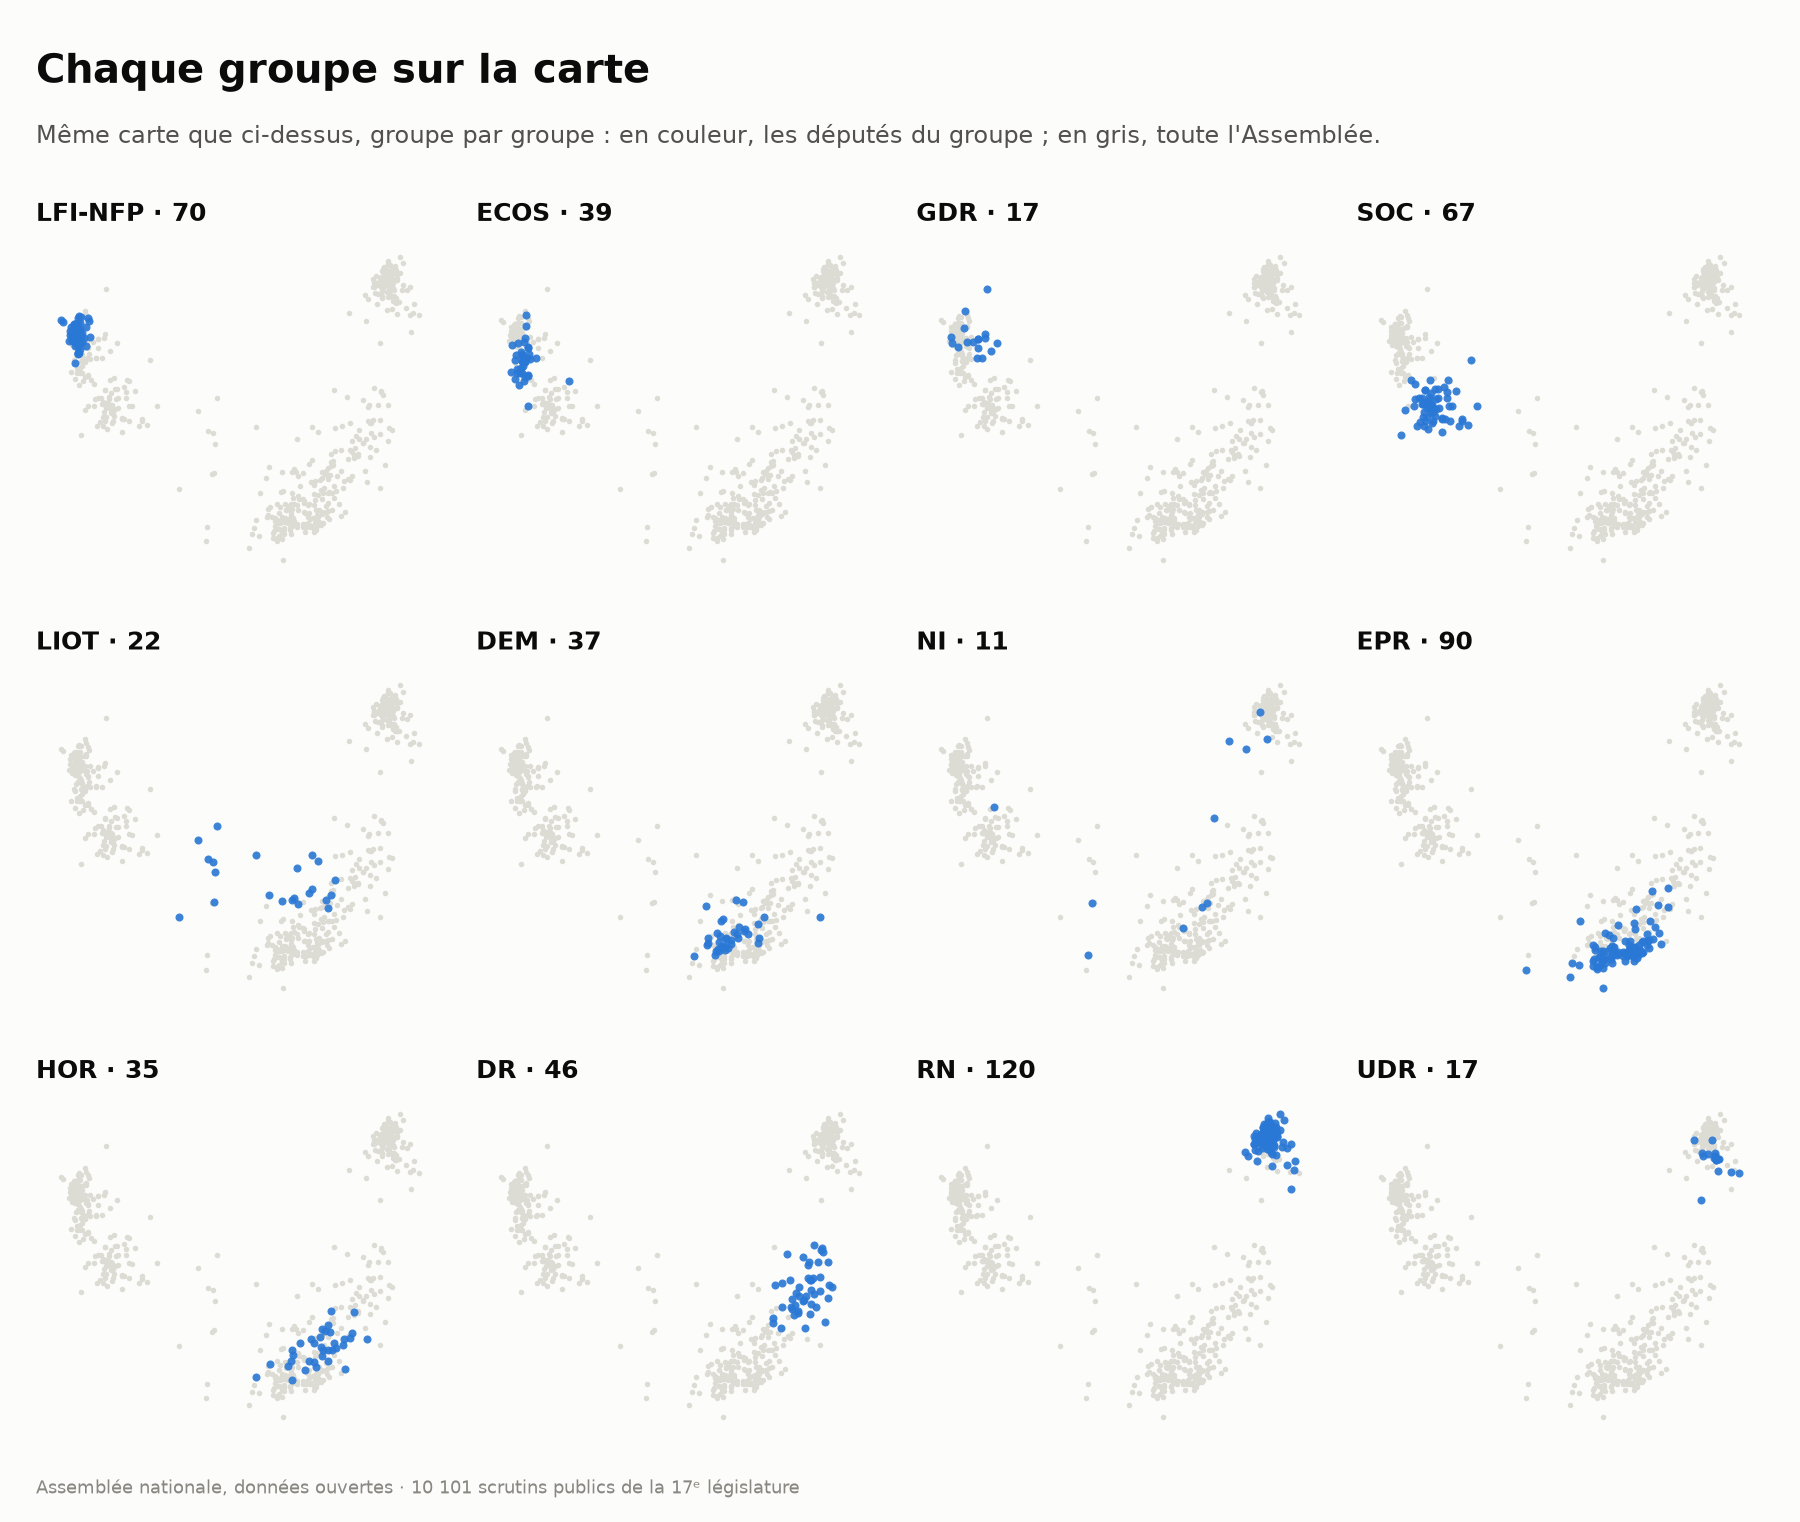 Chaque groupe sur la carte
Même carte que ci-dessus, groupe par groupe : en couleur, les députés du groupe ; en gris, toute l'Assemblée.
LFI-NFP · 70
ECOS · 39
GDR · 17
SOC · 67
LIOT · 22
DEM · 37
NI · 11
EPR · 90
HOR · 35
DR · 46
RN · 120
UDR · 17
Assemblée nationale, données ouvertes · 10 101 scrutins publics de la 17ᵉ législature